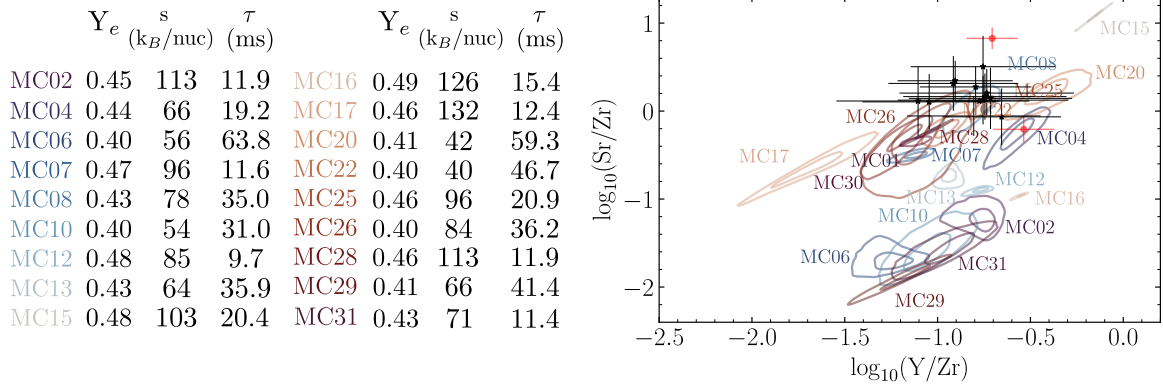 Y_e s τ Y_e s τ
(k_B/nuc) (ms) (k_B/nuc) (ms)
MC02 0.45 113 11.9 MC16 0.49 126 15.4
MC04 0.44 66 19.2 MC17 0.46 132 12.4
MC06 0.40 56 63.8 MC20 0.41 42 59.3
MC07 0.47 96 11.6 MC22 0.40 40 46.7
MC08 0.43 78 35.0 MC25 0.46 96 20.9
MC10 0.40 54 31.0 MC26 0.40 84 36.2
MC12 0.48 85 9.7 MC28 0.46 113 11.9
MC13 0.43 64 35.9 MC29 0.41 66 41.4
MC15 0.48 103 20.4 MC31 0.43 71 11.4
log₁₀(Sr/Zr)
1
0
−1
−2
MC15
MC08
MC20
MC25
MC26
MC22
MC28
MC04
MC17
MC01
MC07
MC30
MC12
MC13
MC16
MC10
MC02
MC06
MC31
MC29
−2.5 −2.0 −1.5 −1.0 −0.5 0.0
log₁₀(Y/Zr)